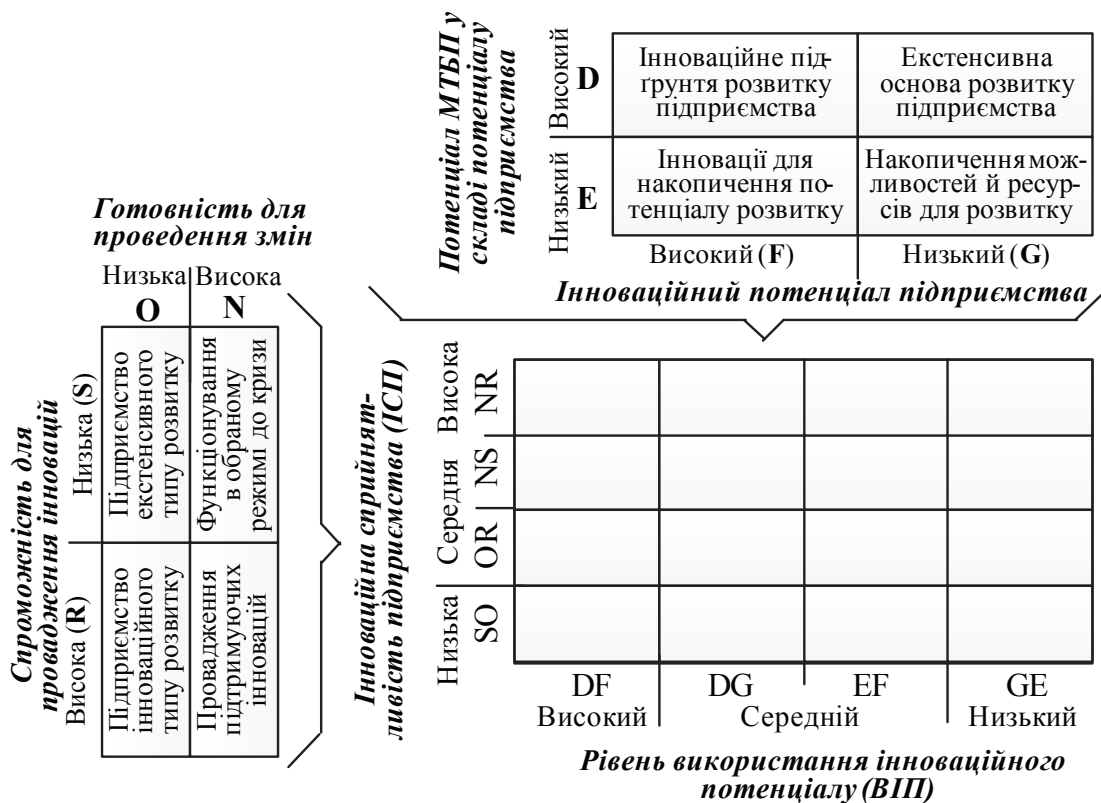 Потенціал МТБП у
складі потенціалу
підприємства
Високий
D
Низький
E
Інноваційне під-
ґрунтя розвитку
підприємства
Екстенсивна
основа розвитку
підприємства
Інновації для
накопичення по-
тенціалу розвитку
Накопичення мож-
ливостей й ресур-
сів для розвитку
Високий (F)
Низький (G)
Інноваційний потенціал підприємства
Готовність для
проведення змін
Низька
Висока
O
N
Спроможність для
провадження інновацій
Низька (S)
Висока (R)
Підприємство
екстенсивного
типу розвитку
Функціонування
в обраному
режимі до кризи
Підприємство
інноваційного
типу розвитку
Провадження
підтримуючих
інновацій
Інноваційна сприйнят-
ливість підприємства (ІСП)
Висока
NR
Середня
NS
OR
Низька
SO
DF
DG
EF
GE
Високий
Середній
Низький
Рівень використання інноваційного
потенціалу (ВІП)